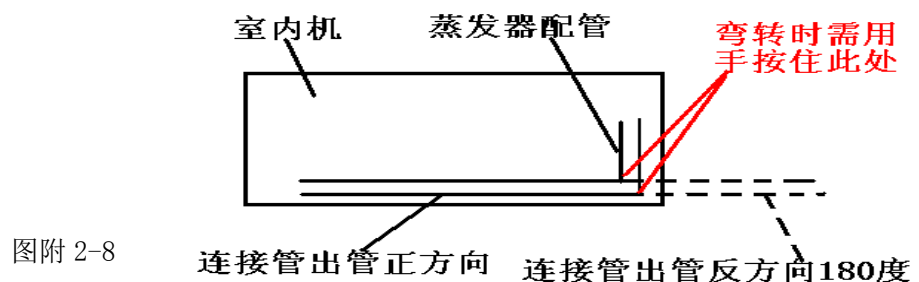 室内机
蒸发器配管
弯转时需用
手按住此处
图附 2-8
连接管出管正方向
连接管出管反方向180度